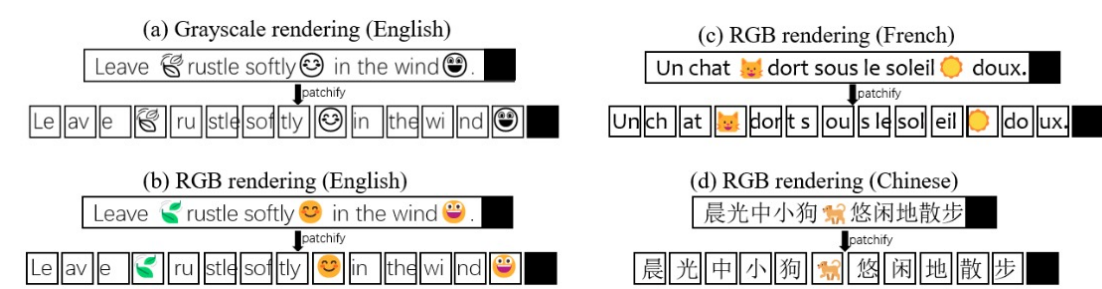 (a) Grayscale rendering (English)
Leave 🍃 rustle softly 😊 in the wind 😀.
patchify
Le av e 🍃 ru stle sof tly 😊 in the wi nd 😀
(b) RGB rendering (English)
Leave 🍃 rustle softly 😊 in the wind 😀.
patchify
Le av e 🍃 ru stle sof tly 😊 in the wi nd 😀
(c) RGB rendering (French)
Un chat 🐱 dort sous le soleil 🌞 doux.
patchify
Un ch at 🐱 dor t s ou s le sol eil 🌞 do ux.
(d) RGB rendering (Chinese)
晨光中小狗🐕悠闲地散步
patchify
晨 光 中 小 狗 🐕 悠 闲 地 散 步